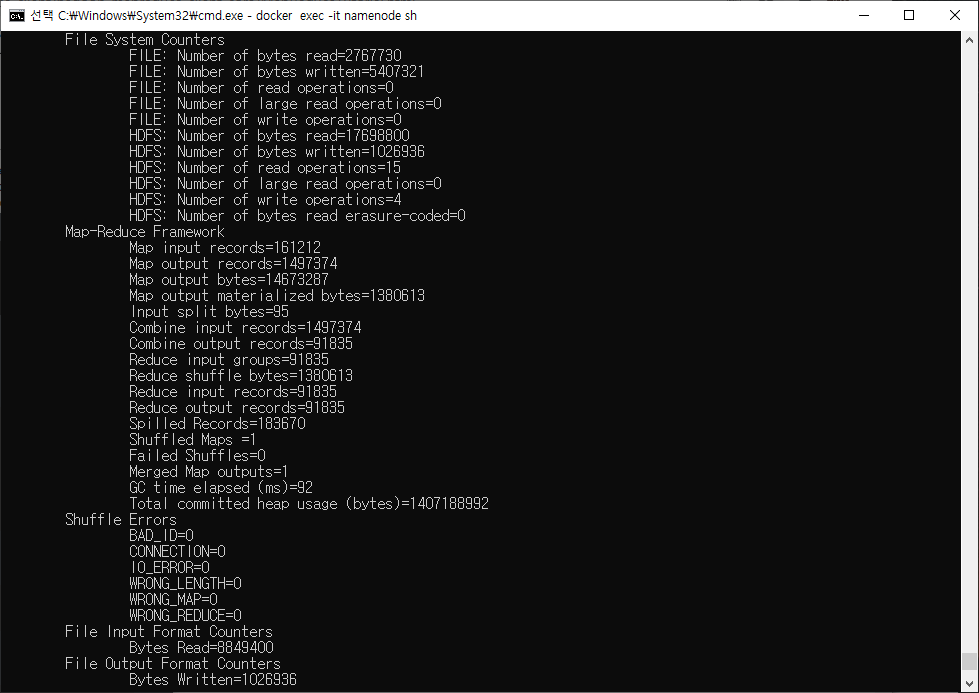 선택 C:\Windows\System32\cmd.exe - docker  exec -it namenode sh
File System Counters
FILE: Number of bytes read=2767730
FILE: Number of bytes written=5407321
FILE: Number of read operations=0
FILE: Number of large read operations=0
FILE: Number of write operations=0
HDFS: Number of bytes read=17698800
HDFS: Number of bytes written=1026936
HDFS: Number of read operations=15
HDFS: Number of large read operations=0
HDFS: Number of write operations=4
HDFS: Number of bytes read erasure-coded=0
Map-Reduce Framework
Map input records=161212
Map output records=1497374
Map output bytes=14673287
Map output materialized bytes=1380613
Input split bytes=95
Combine input records=1497374
Combine output records=91835
Reduce input groups=91835
Reduce shuffle bytes=1380613
Reduce input records=91835
Reduce output records=91835
Spilled Records=183670
Shuffled Maps =1
Failed Shuffles=0
Merged Map outputs=1
GC time elapsed (ms)=92
Total committed heap usage (bytes)=1407188992
Shuffle Errors
BAD_ID=0
CONNECTION=0
IO_ERROR=0
WRONG_LENGTH=0
WRONG_MAP=0
WRONG_REDUCE=0
File Input Format Counters
Bytes Read=8849400
File Output Format Counters
Bytes Written=1026936